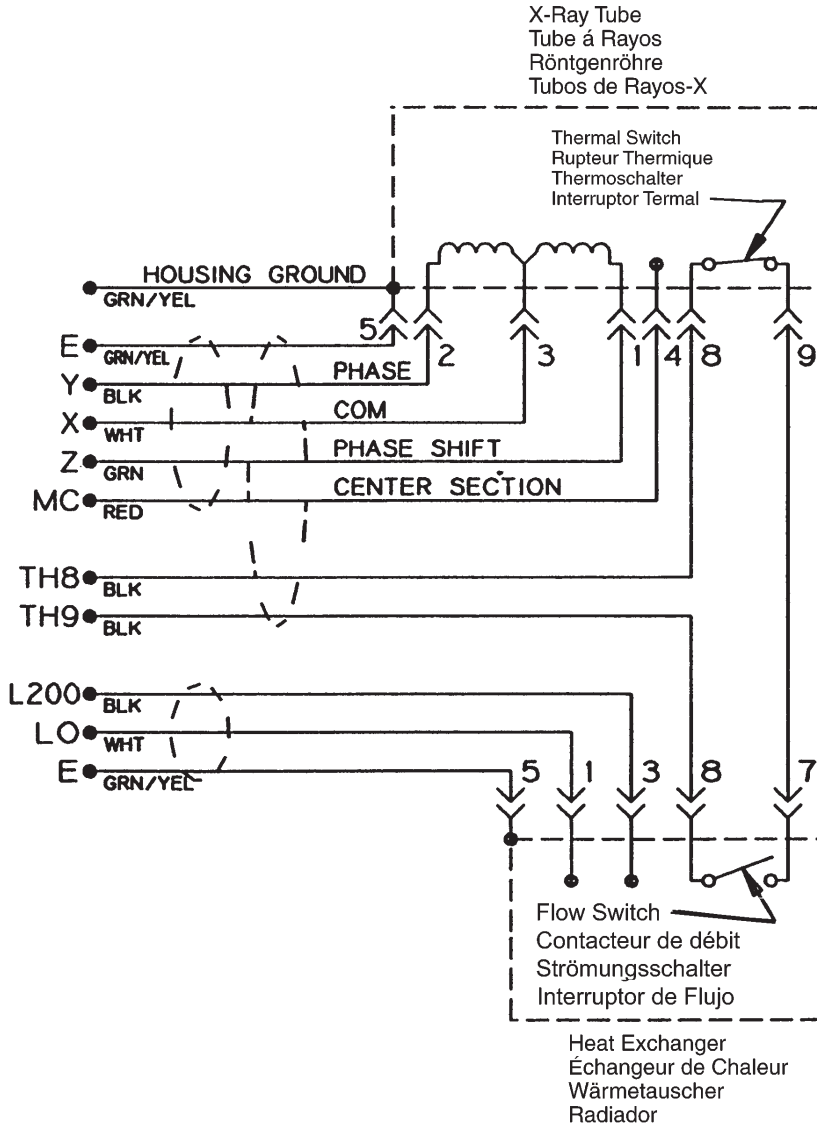 X-Ray Tube
Tube á Rayos
Röntgenröhre
Tubos de Rayos-X
Thermal Switch
Rupteur Thermique
Thermoschalter
Interruptor Termal
HOUSING GROUND
GRN/YEL
5 2 3 1 4 8 9
E GRN/YEL
Y BLK PHASE
X WHT COM
Z GRN PHASE SHIFT
MC RED CENTER SECTION
TH8 BLK
TH9 BLK
L200 BLK
LO WHT
E GRN/YEL
5 1 3 8 7
Flow Switch
Contacteur de débit
Strömungsschalter
Interruptor de Flujo
Heat Exchanger
Échangeur de Chaleur
Wärmetauscher
Radiador